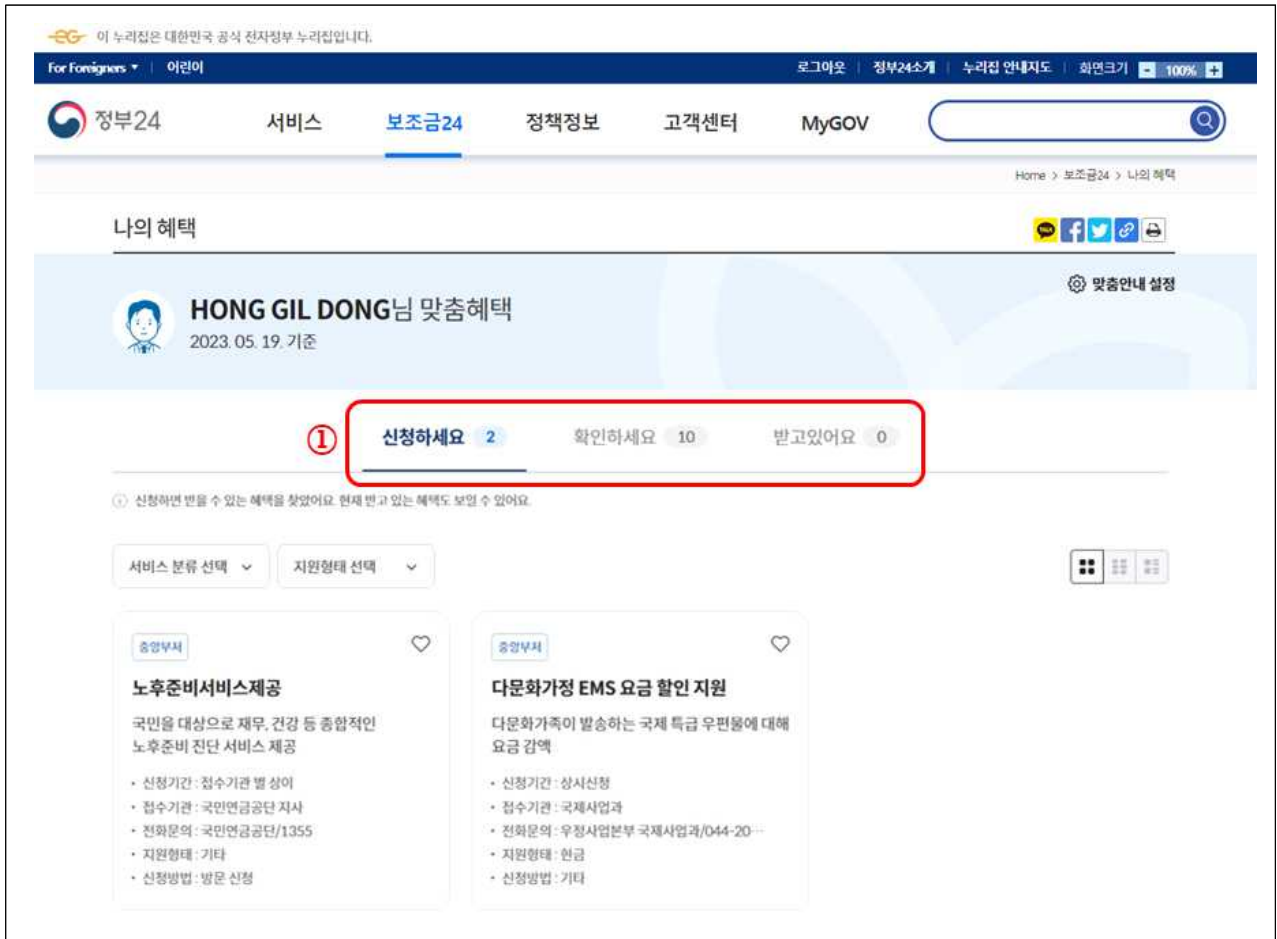 이 누리집은 대한민국 공식 전자정부 누리집입니다.
For Foreigners 어린이 로그아웃 정부24소개 누리집 안내지도 화면크기 - 100% +
정부24 서비스 보조금24 정책정보 고객센터 MyGOV
Home > 보조금24 > 나의 혜택
나의 혜택
맞춤안내 설정
HONG GIL DONG님 맞춤혜택
2023. 05. 19. 기준
① 신청하세요 2 확인하세요 10 받고있어요 0
신청하면 받을 수 있는 혜택을 찾았어요. 현재 받고 있는 혜택도 보일 수 있어요.
서비스 분류 선택 지원형태 선택
중앙부처
노후준비서비스제공
국민을 대상으로 재무, 건강 등 종합적인
노후준비 진단 서비스 제공
• 신청기간 : 접수기관 별 상이
• 접수기관 : 국민연금공단 지사
• 전화문의 : 국민연금공단/1355
• 지원형태 : 기타
• 신청방법 : 방문 신청
중앙부처
다문화가정 EMS 요금 할인 지원
다문화가족이 발송하는 국제 특급 우편물에 대해
요금 감액
• 신청기간 : 상시신청
• 접수기관 : 국제사업과
• 전화문의 : 우정사업본부 국제사업과/044-20…
• 지원형태 : 현금
• 신청방법 : 기타